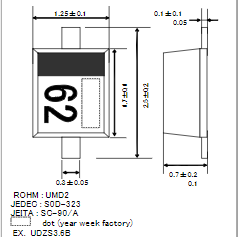 1.25±0.1
0.1±0.1
0.05
62
1.7±0.1
2.5±0.2
0.3±0.05
0.7±0.2
0.1
ROHM : UMD2
JEDEC : SOD-323
JEITA : SC-90/A
dot (year week factory)
EX. UDZS3.6B